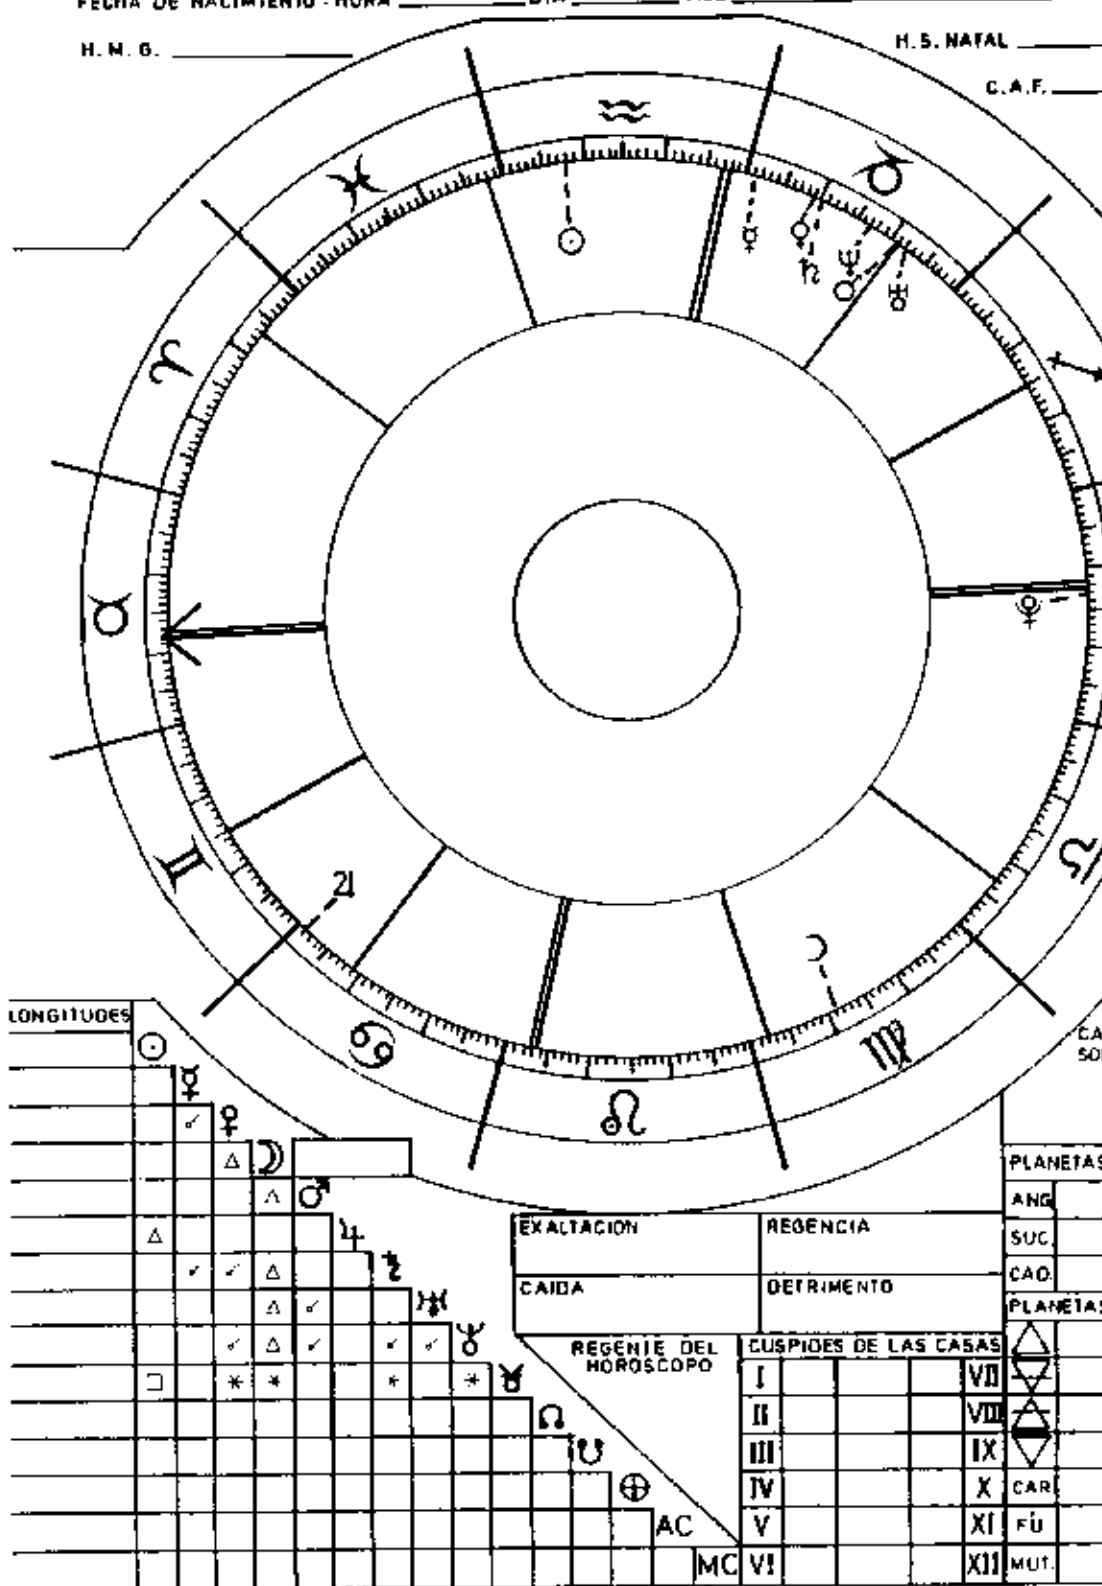 FECHA DE NACIMIENTO - HORA
H. M. G.
H. S. NATAL
C.A.F.
LONGITUDES
EXALTACION
REGENCIA
CAIDA
DETRIMENTO
REGENTE DEL
HOROSCOPO
CUSPIDES DE LAS CASAS
I VII
II VIII
III IX
IV X
V XI
VI XII
AC
MC
PLANETAS
ANG.
SUC.
CAD.
PLANETAS
CAR
FIJ
MUT.